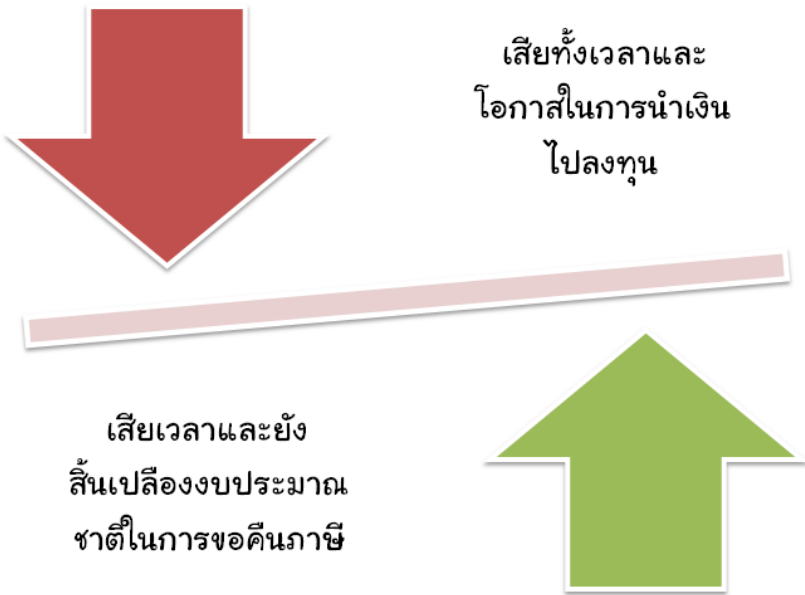 เสียทั้งเวลาและ
โอกาสในการนำเงิน
ไปลงทุน
เสียเวลาและยัง
สิ้นเปลืองงบประมาณ
ชาติในการขอคืนภาษี